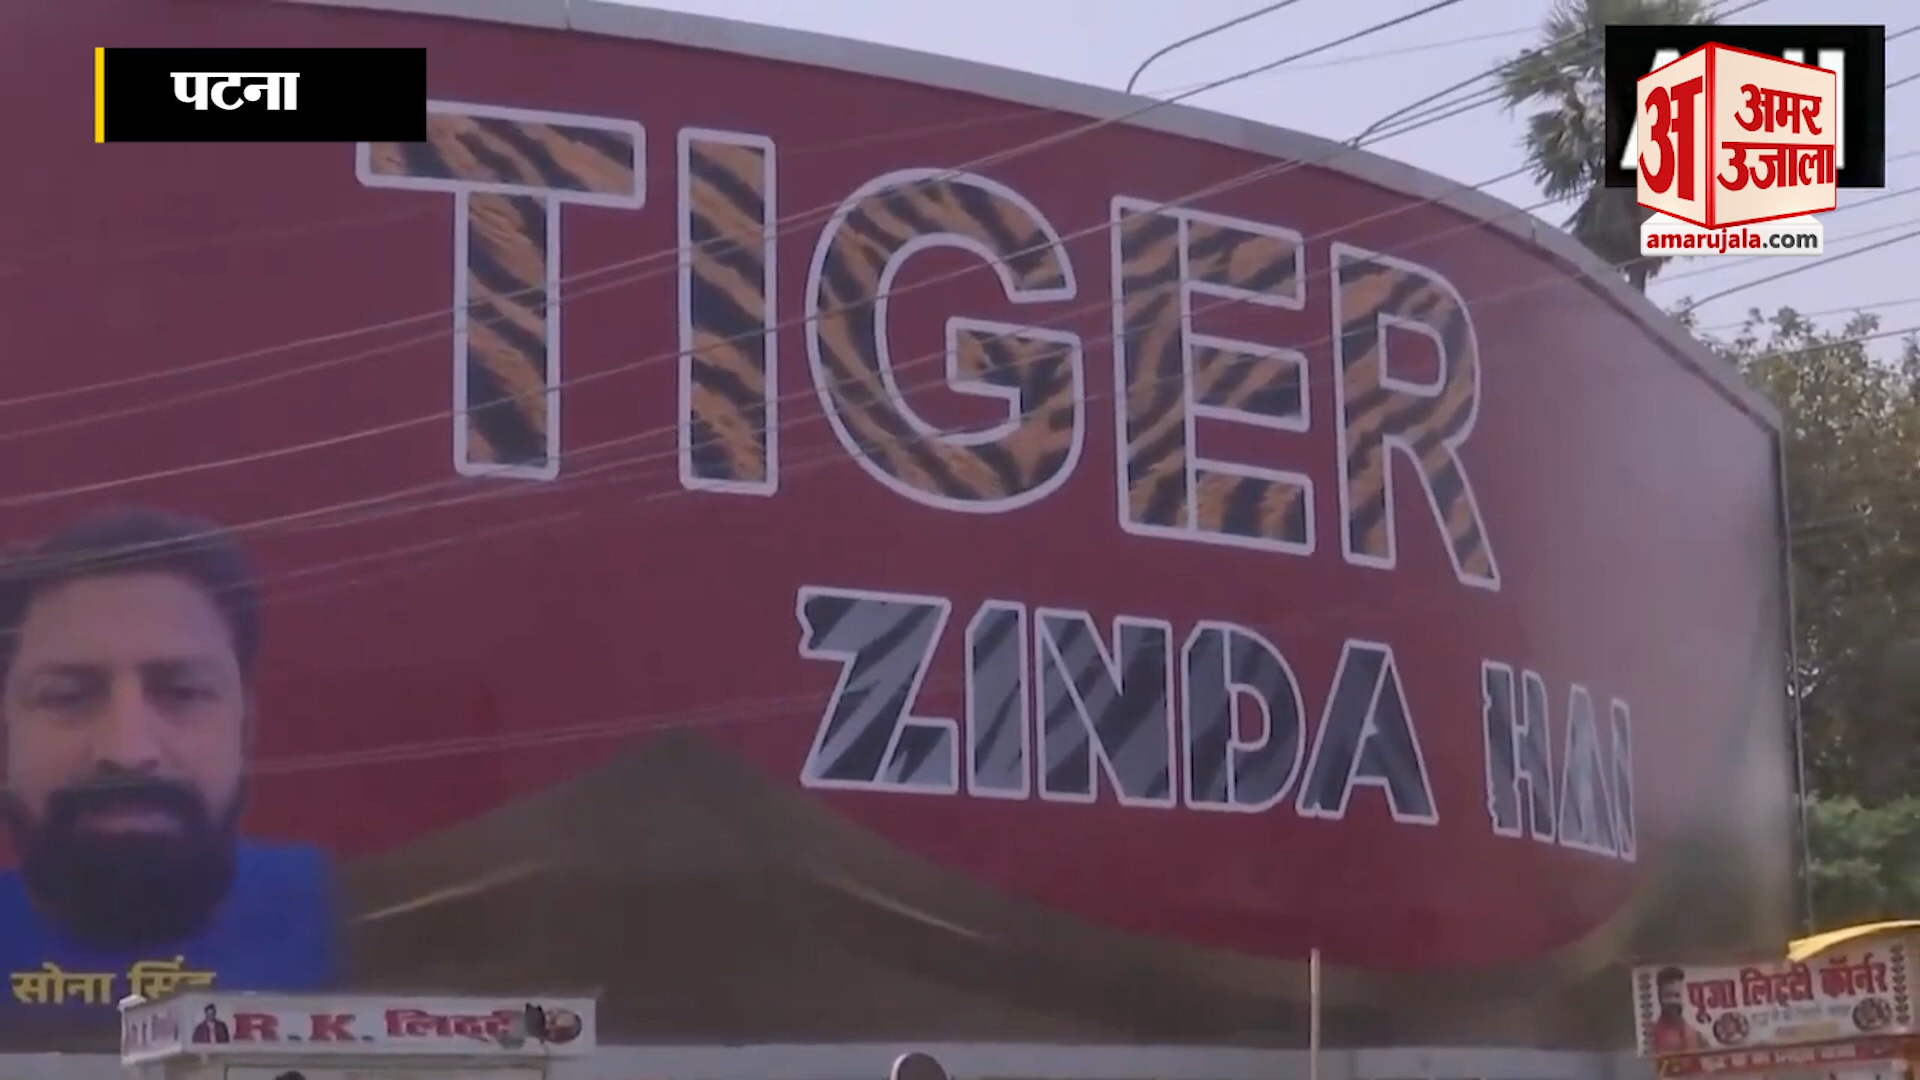 पटना
अ
अमर
उजाला
amarujala.com
TIGER
ZINDA HAI
सोना सिंह
R.K. लिट्टी
पूजा लिट्टी कॉर्नर